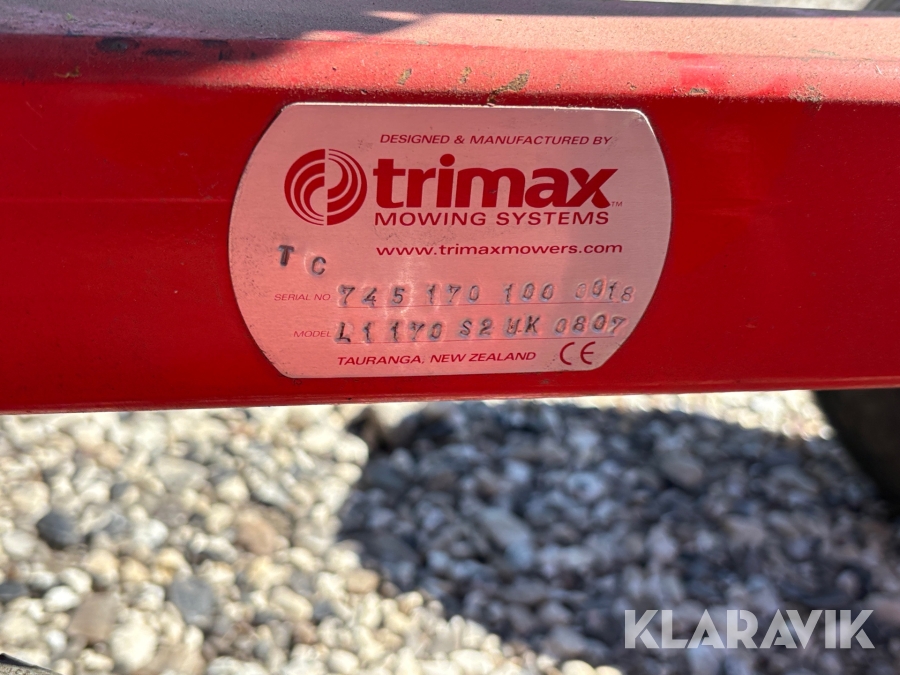 DESIGNED & MANUFACTURED BY
trimax™
MOWING SYSTEMS
www.trimaxmowers.com
T C
SERIAL NO 745 170 100 0018
MODEL L1 170 S2 UK 0807
TAURANGA, NEW ZEALAND CE
KLARAVIK